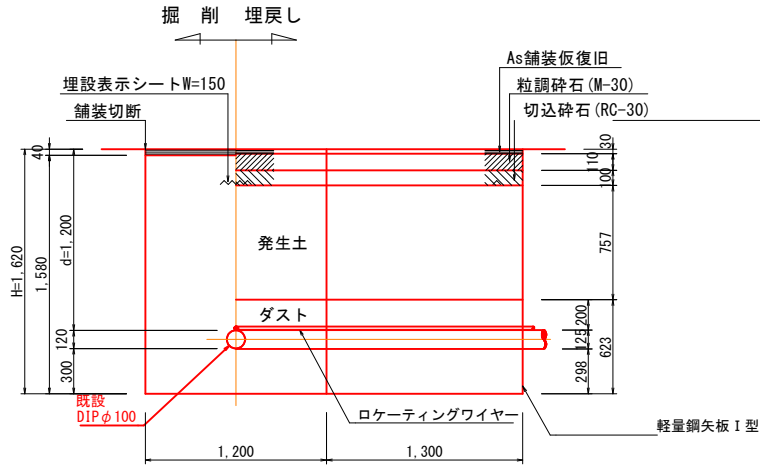 掘 削 埋戻し
As舗装仮復旧
埋設表示シートW=150
粒調砕石(M-30)
舗装切断
切込砕石(RC-30)
40
30
110
100
H=1,620
1,580
d=1,200
発生土
757
ダスト
200
120
125
623
300
298
既設
DIPφ100
ロケーティングワイヤー
軽量鋼矢板Ⅰ型
1,200
1,300